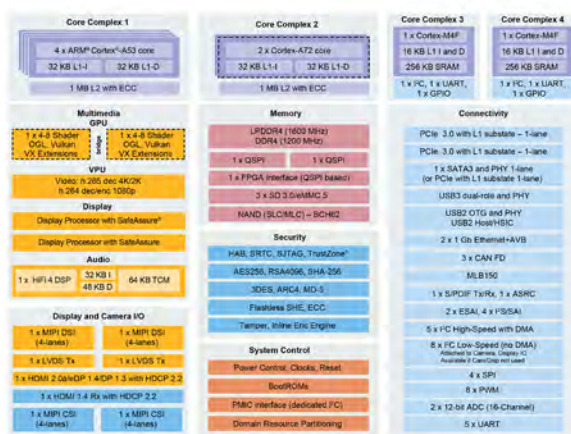 Core Complex 1
4 x ARM® Cortex®-A53 core
32 KB L1-I
32 KB L1-D
1 MB L2 with ECC
Core Complex 2
2 x Cortex-A72 core
32 KB L1-I
32 KB L1-D
1 MB L2 with ECC
Core Complex 3
1 x Cortex-M4F
16 KB L1 I and D
256 KB SRAM
1 x I²C, 1 x UART,
1 x GPIO
Core Complex 4
1 x Cortex-M4F
16 KB L1 I and D
256 KB SRAM
1 x I²C, 1 x UART,
1 x GPIO
Multimedia
GPU
1 x 4-8 Shader
OGL, Vulkan
VX Extensions
bridge
1 x 4-8 Shader
OGL, Vulkan
VX Extensions
VPU
Video: h.265 dec 4K/2K
h.264 dec/enc 1080p
Display
Display Processor with SafeAssure®
Display Processor with SafeAssure
Audio
1 x HiFi 4 DSP
32 KB I
48 KB D
64 KB TCM
Display and Camera I/O
1 x MIPI DSI
(4-lanes)
1 x MIPI DSI
(4-lanes)
1 x LVDS Tx
1 x LVDS Tx
1 x HDMI 2.0a/eDP 1.4/DP 1.3 with HDCP 2.2
1 x HDMI 1.4 Rx with HDCP 2.2
1 x MIPI CSI
(4-lanes)
1 x MIPI CSI
(4-lanes)
Memory
LPDDR4 (1600 MHz)
DDR4 (1200 MHz)
1 x QSPI
1 x QSPI
1 x FPGA Interface (QSPI based)
3 x SD 3.0/eMMC 5
NAND (SLC/MLC) – BCH62
Security
HAB, SRTC, SJTAG, TrustZone®
AES256, RSA4096, SHA-256
3DES, ARC4, MD-5
Flashless SHE, ECC
Tamper, Inline Enc Engine
System Control
Power Control, Clocks, Reset
BootROMs
PMIC interface (dedicated I²C)
Domain Resource Partitioning
Connectivity
PCIe 3.0 with L1 substate – 1-lane
PCIe 3.0 with L1 substate – 1-lane
1 x SATA3 and PHY 1-lane
(or PCIe with L1 substate 1-lane)
USB3 dual-role and PHY
USB2 OTG and PHY
USB2 Host/HSIC
2 x 1 Gb Ethernet+AVB
3 x CAN FD
MLB150
1 x S/PDIF Tx/Rx, 1 x ASRC
2 x ESAI, 4 x I²S/SAI
5 x I²C High-Speed with DMA
8 x I²C Low-Speed (no DMA)
Attached to Camera, Display IO
4 x SPI
8 x PWM
2 x 12-bit ADC (16-Channel)
5 x UART